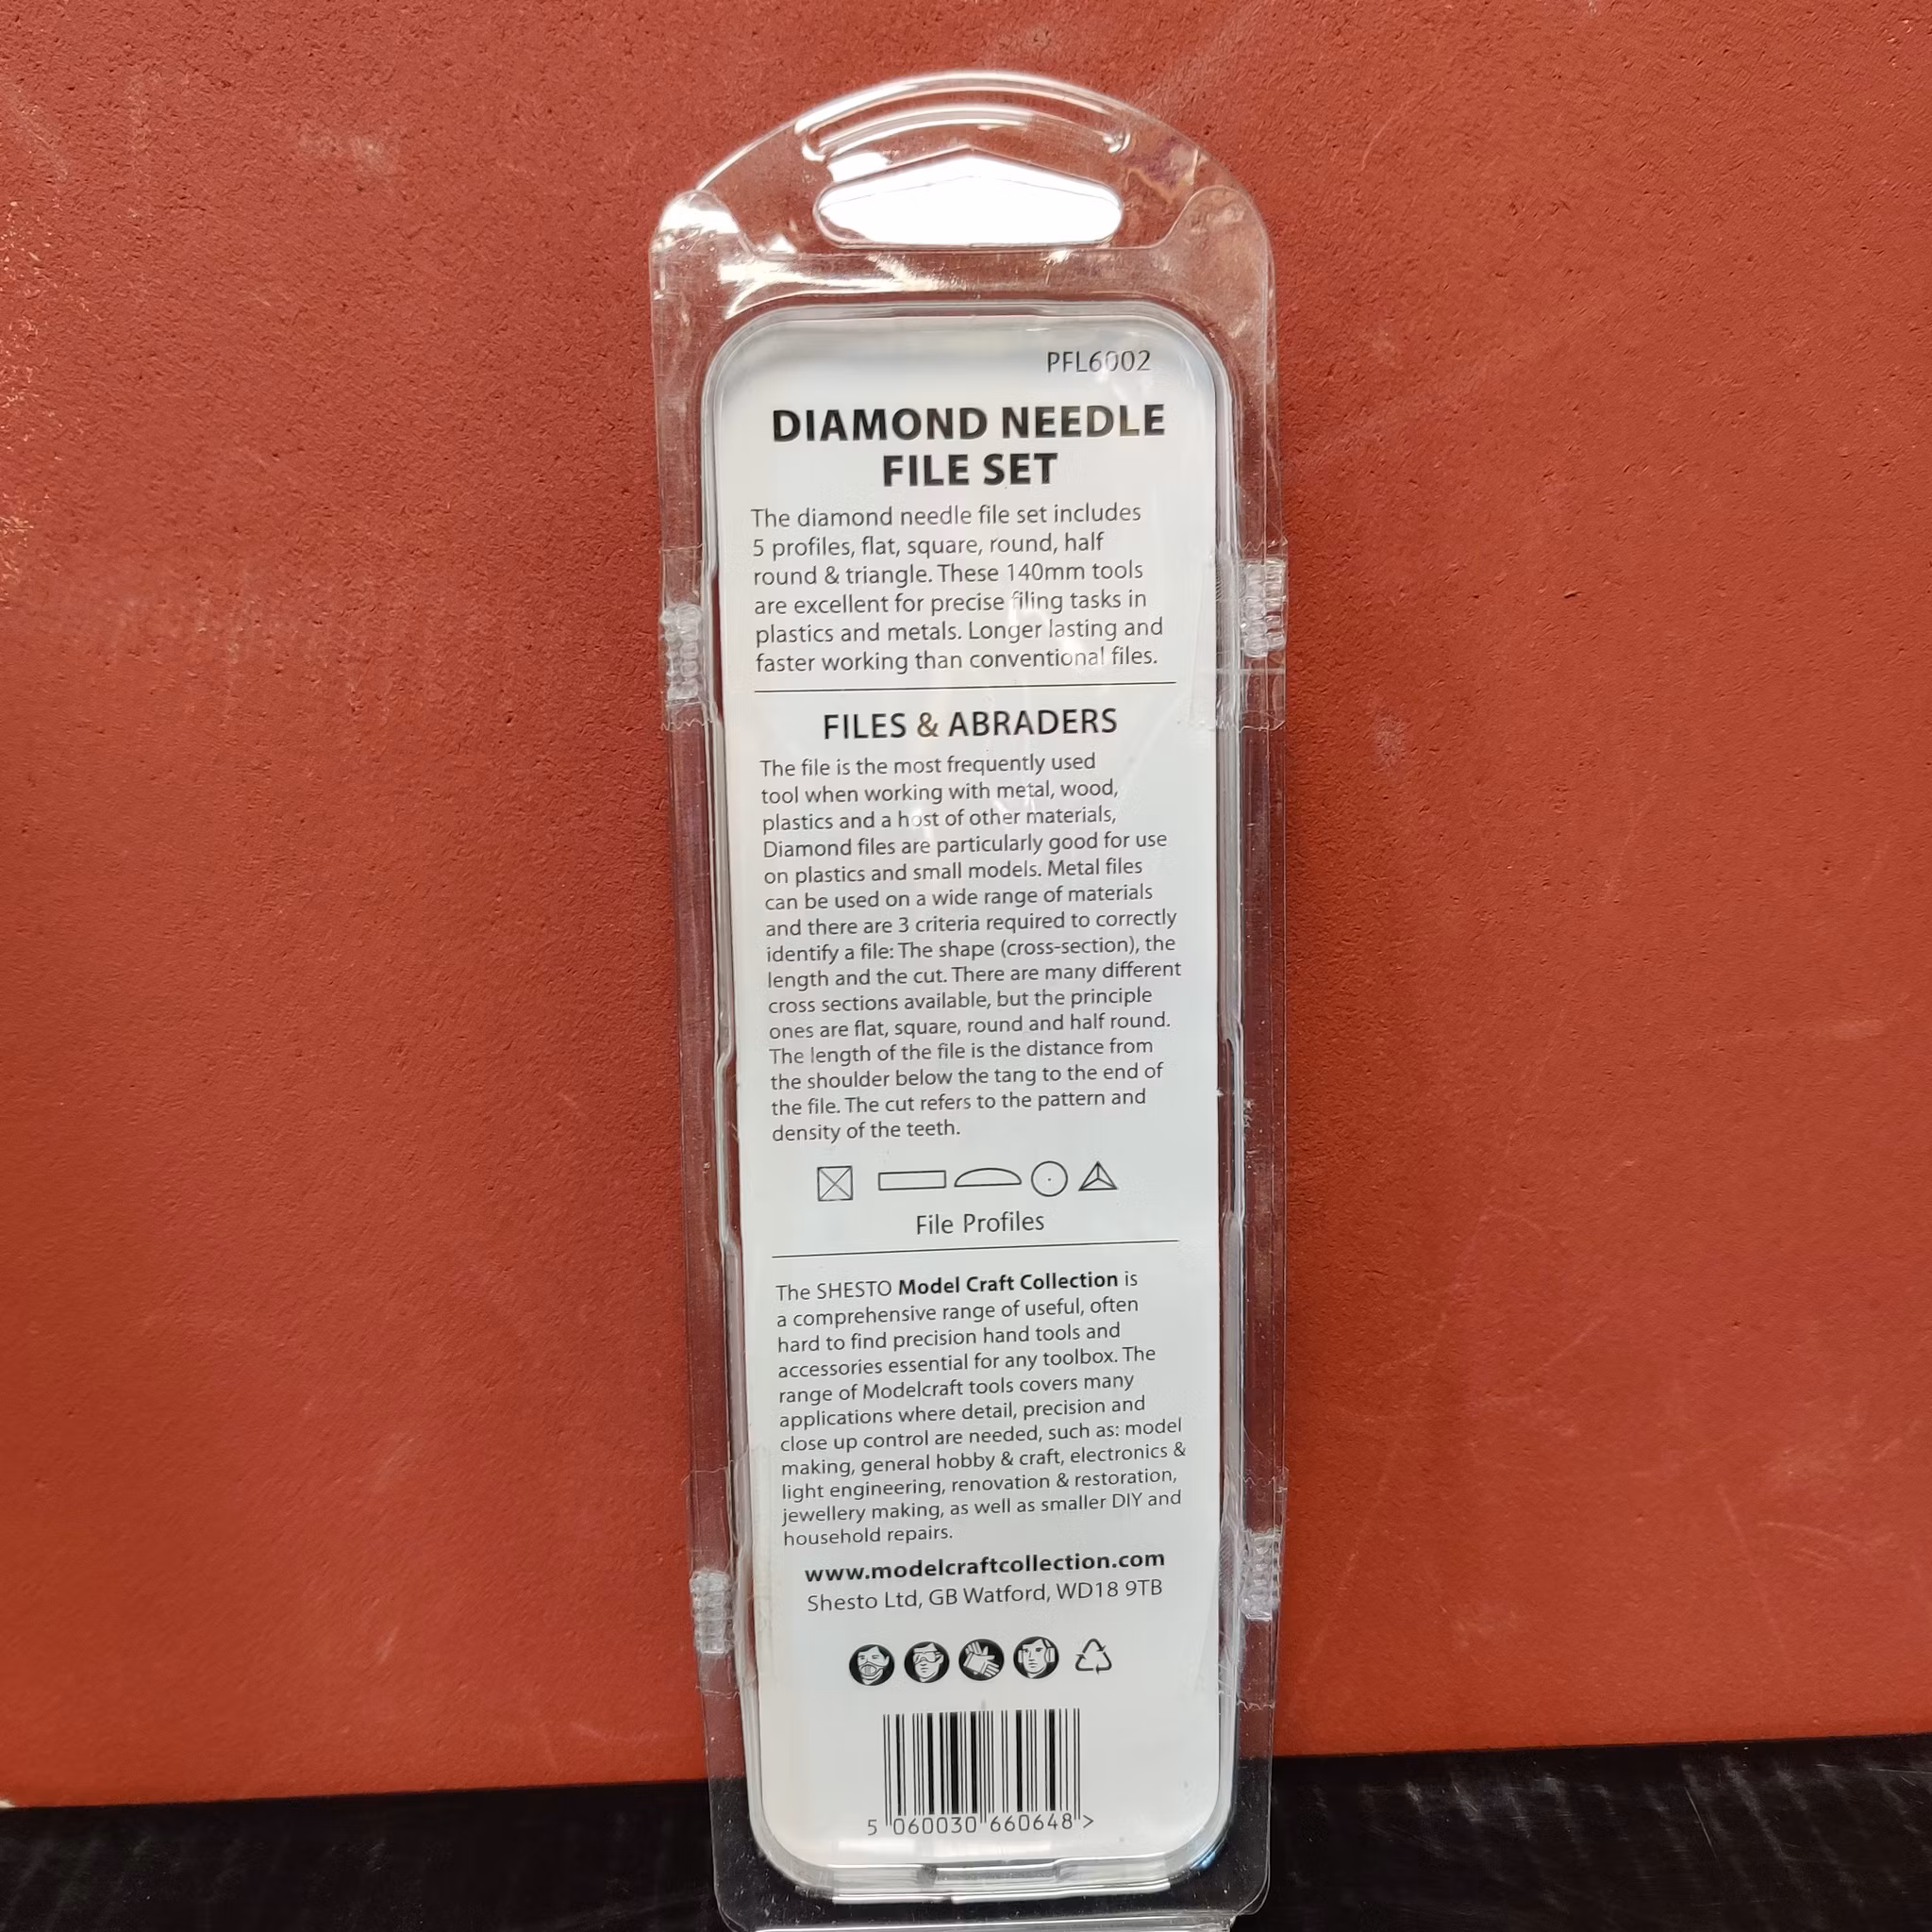 PFL6002
DIAMOND NEEDLE
FILE SET
The diamond needle file set includes
5 profiles, flat, square, round, half
round & triangle. These 140mm tools
are excellent for precise filing tasks in
plastics and metals. Longer lasting and
faster working than conventional files.
FILES & ABRADERS
The file is the most frequently used
tool when working with metal, wood,
plastics and a host of other materials,
Diamond files are particularly good for use
on plastics and small models. Metal files
can be used on a wide range of materials
and there are 3 criteria required to correctly
identify a file: The shape (cross-section), the
length and the cut. There are many different
cross sections available, but the principle
ones are flat, square, round and half round.
The length of the file is the distance from
the shoulder below the tang to the end of
the file. The cut refers to the pattern and
density of the teeth.
File Profiles
The SHESTO Model Craft Collection is
a comprehensive range of useful, often
hard to find precision hand tools and
accessories essential for any toolbox. The
range of Modelcraft tools covers many
applications where detail, precision and
close up control are needed, such as: model
making, general hobby & craft, electronics &
light engineering, renovation & restoration,
jewellery making, as well as smaller DIY and
household repairs.
www.modelcraftcollection.com
Shesto Ltd, GB Watford, WD18 9TB
5 060030 660648 >